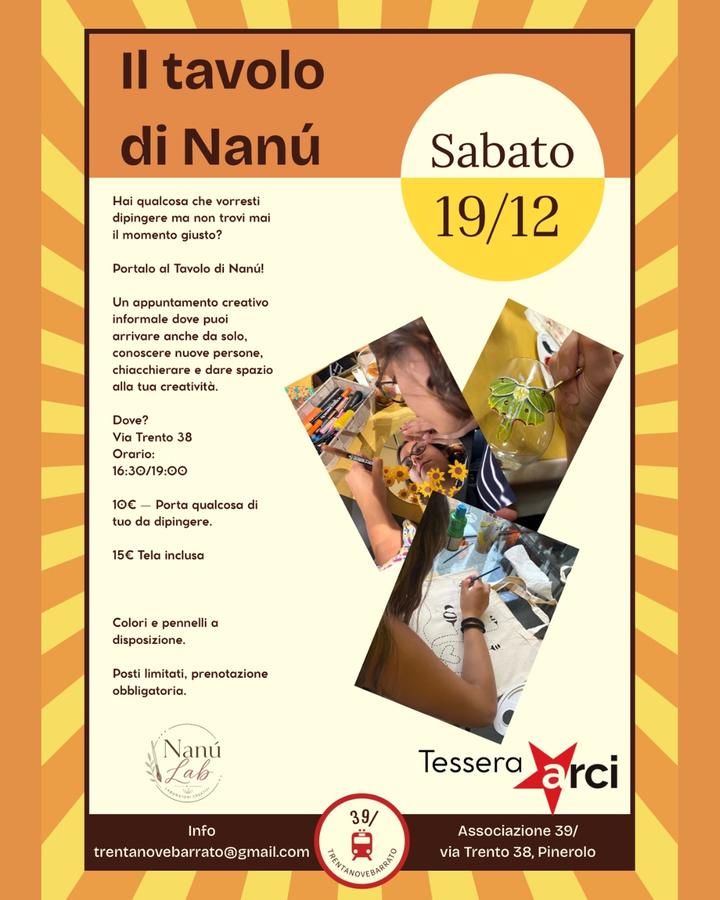 Il tavolo
di Nanú
Sabato
19/12
Hai qualcosa che vorresti
dipingere ma non trovi mai
il momento giusto?
Portalo al Tavolo di Nanú!
Un appuntamento creativo
informale dove puoi
arrivare anche da solo,
conoscere nuove persone,
chiacchierare e dare spazio
alla tua creatività.
Dove?
Via Trento 38
Orario:
16:30/19:00
10€ — Porta qualcosa di
tuo da dipingere.
15€ Tela inclusa
Colori e pennelli a
disposizione.
Posti limitati, prenotazione
obbligatoria.
Nanú
Lab
LABORATORI CREATIVI
Tessera arci
Info
trentanovebarrato@gmail.com
39/
TRENTANOVEBARRATO
Associazione 39/
via Trento 38, Pinerolo